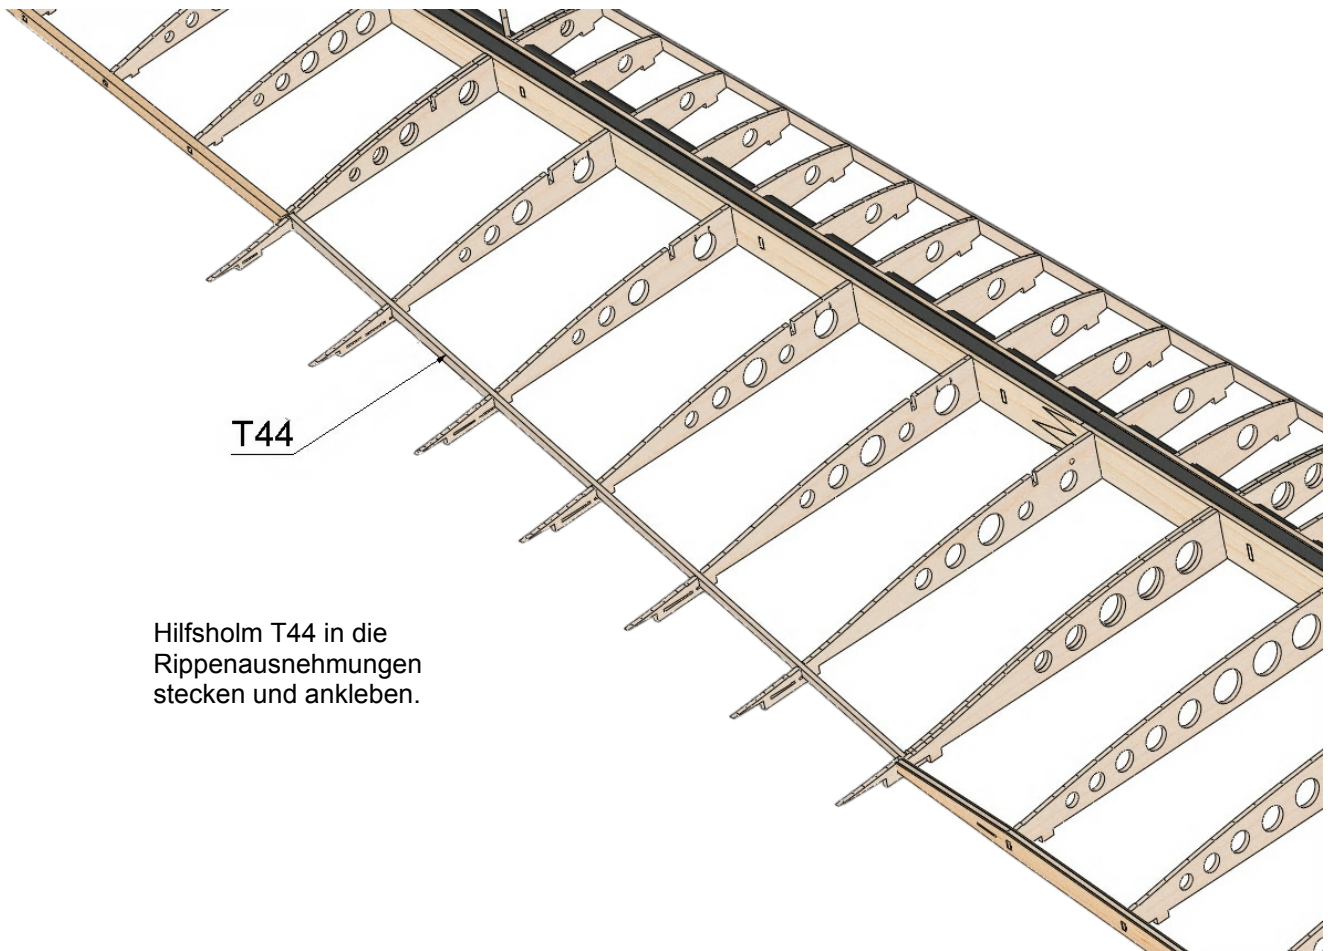 T44
Hilfsholm T44 in die
Rippenausnehmungen
stecken und ankleben.